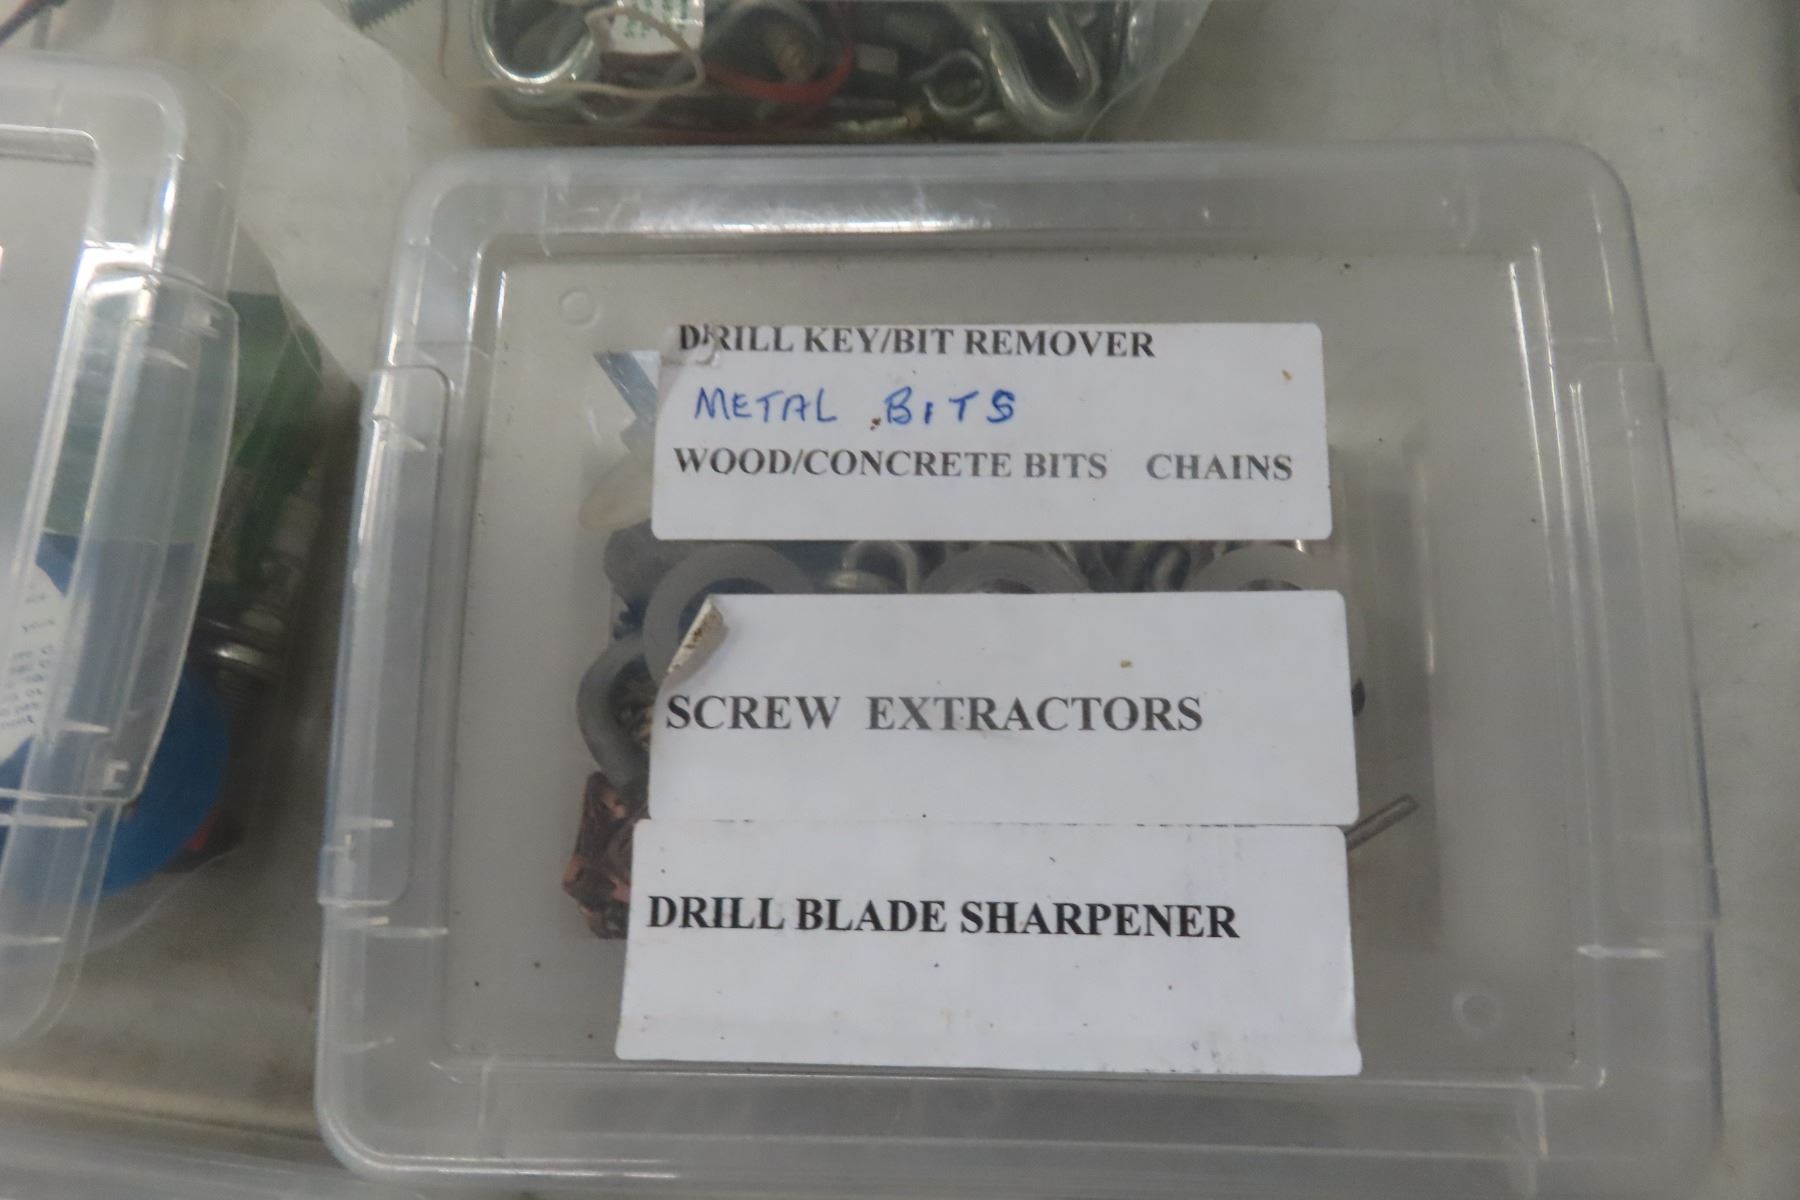 DRILL KEY/BIT REMOVER
METAL BITS
WOOD/CONCRETE BITS CHAINS
SCREW EXTRACTORS
DRILL BLADE SHARPENER